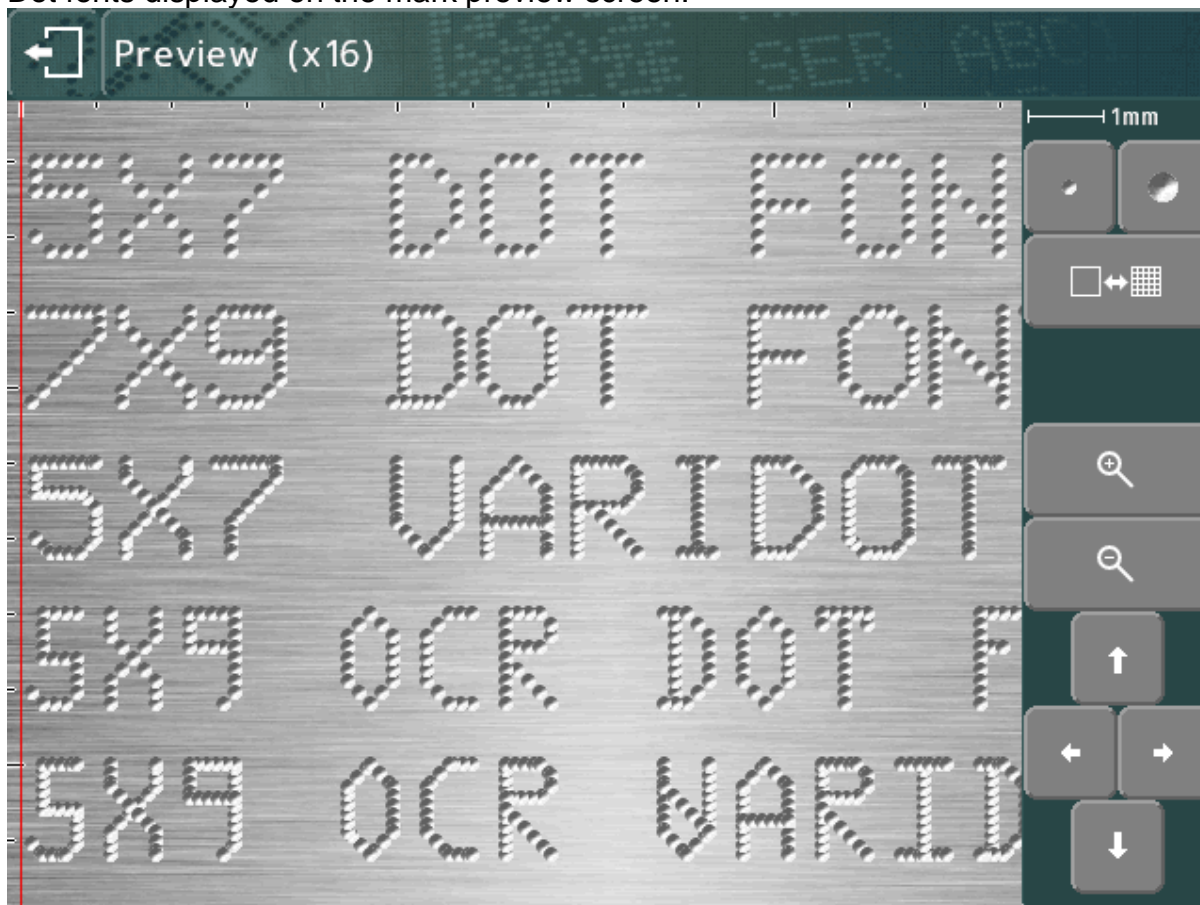 Dot fonts displayed on the mark preview screen.
Preview (x16)
1mm
5X7 DOT FON
7X9 DOT FON
5X7 VARIDOT
5X9 OCR DOT F
5X9 OCR VARID